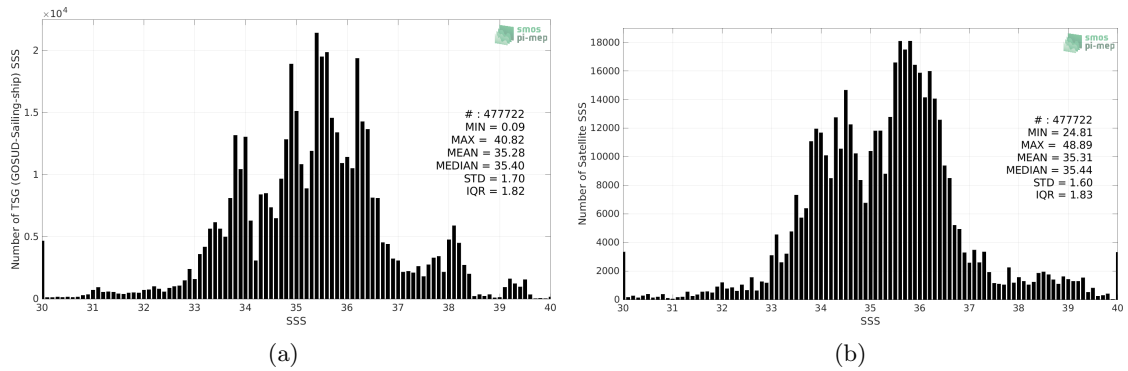 ×10⁴
smos
pi-mep
Number of TSG (GOSUD-Sailing-ship) SSS
2
1.5
1
0.5
0
# : 477722
MIN = 0.09
MAX = 40.82
MEAN = 35.28
MEDIAN = 35.40
STD = 1.70
IQR = 1.82
30 31 32 33 34 35 36 37 38 39 40
SSS
(a)
smos
pi-mep
Number of Satellite SSS
18000
16000
14000
12000
10000
8000
6000
4000
2000
0
# : 477722
MIN = 24.81
MAX = 48.89
MEAN = 35.31
MEDIAN = 35.44
STD = 1.60
IQR = 1.83
30 31 32 33 34 35 36 37 38 39 40
SSS
(b)